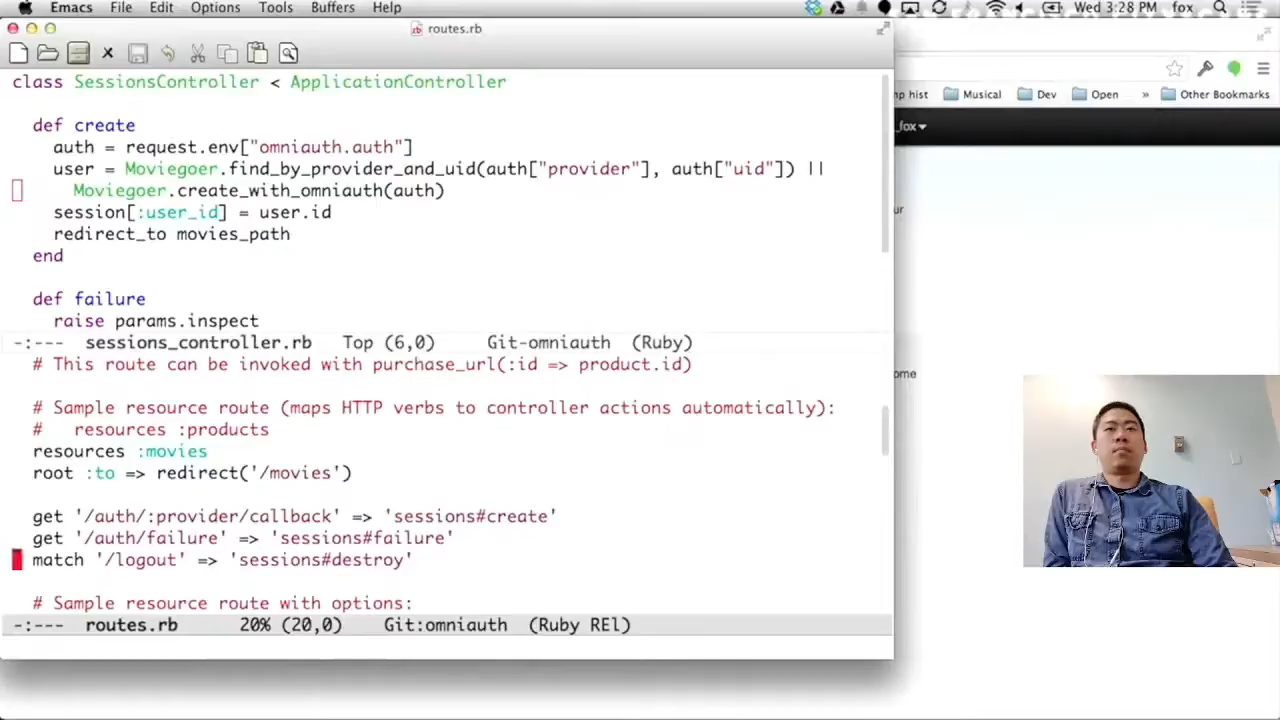 Emacs File Edit Options Tools Buffers Help Wed 3:28 PM fox
routes.rb
class SessionsController < ApplicationController
def create
auth = request.env["omniauth.auth"]
user = Moviegoer.find_by_provider_and_uid(auth["provider"], auth["uid"]) ||
Moviegoer.create_with_omniauth(auth)
session[:user_id] = user.id
redirect_to movies_path
end
def failure
raise params.inspect
-:--- sessions_controller.rb Top (6,0) Git-omniauth (Ruby)
# This route can be invoked with purchase_url(:id => product.id)
# Sample resource route (maps HTTP verbs to controller actions automatically):
# resources :products
resources :movies
root :to => redirect('/movies')
get '/auth/:provider/callback' => 'sessions#create'
get '/auth/failure' => 'sessions#failure'
match '/logout' => 'sessions#destroy'
# Sample resource route with options:
-:--- routes.rb 20% (20,0) Git:omniauth (Ruby REl)
mp hist Musical Dev Open » Other Bookmarks
_fox
ur
ome